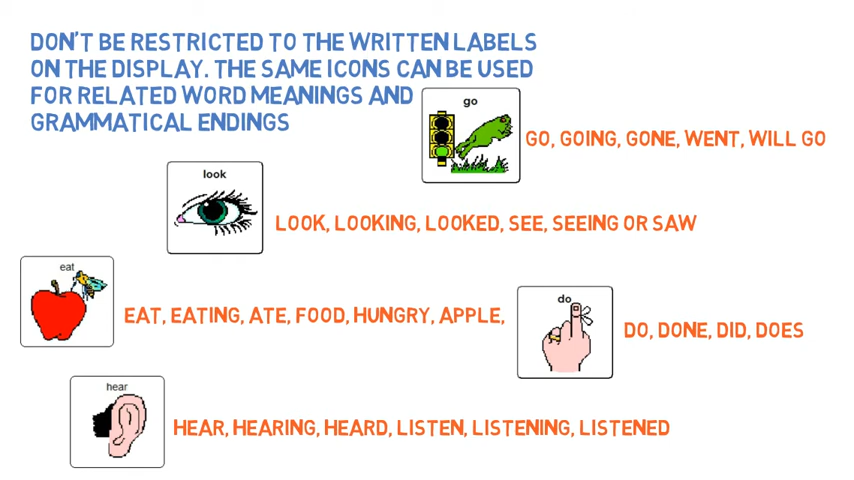 DON'T BE RESTRICTED TO THE WRITTEN LABELS
ON THE DISPLAY. THE SAME ICONS CAN BE USED
FOR RELATED WORD MEANINGS AND
GRAMMATICAL ENDINGS
go
GO, GOING, GONE, WENT, WILL GO
look
LOOK, LOOKING, LOOKED, SEE, SEEING OR SAW
eat
EAT, EATING, ATE, FOOD, HUNGRY, APPLE,
do
DO, DONE, DID, DOES
hear
HEAR, HEARING, HEARD, LISTEN, LISTENING, LISTENED